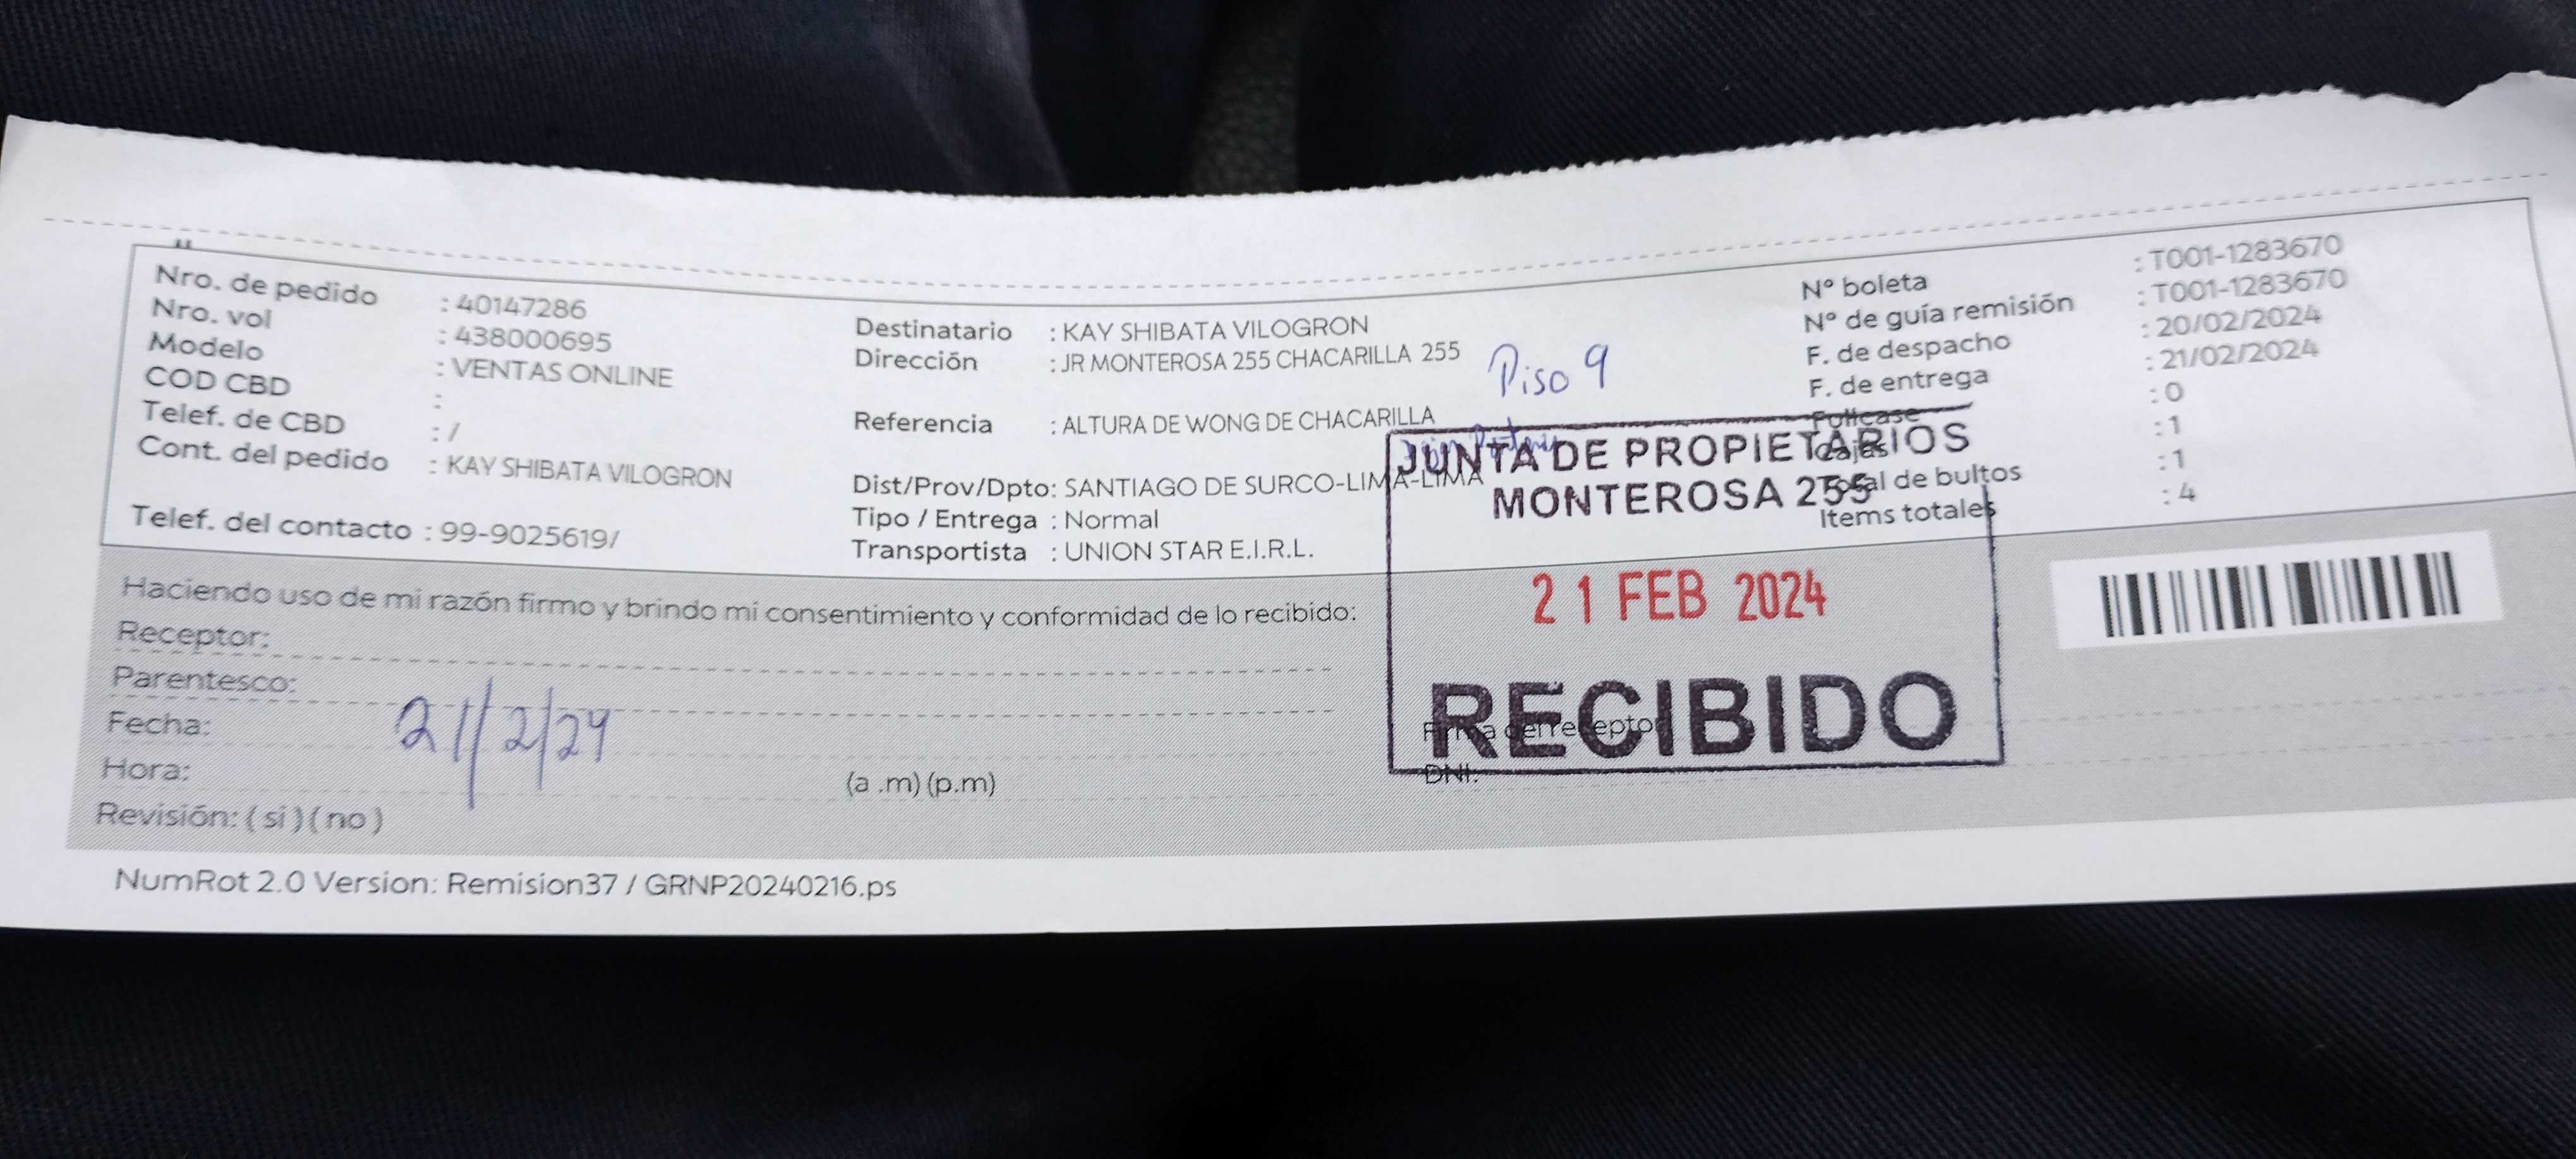 Nro. de pedido : 40147286
Nro. vol : 438000695
Modelo : VENTAS ONLINE
COD CBD :
Telef. de CBD : /
Cont. del pedido : KAY SHIBATA VILOGRON
Telef. del contacto : 99-9025619/
Destinatario : KAY SHIBATA VILOGRON
Dirección : JR MONTEROSA 255 CHACARILLA 255
Piso 9
Referencia : ALTURA DE WONG DE CHACARILLA
Dist/Prov/Dpto: SANTIAGO DE SURCO-LIMA-LIMA
Tipo / Entrega : Normal
Transportista : UNION STAR E.I.R.L.
N° boleta : T001-1283670
N° de guía remisión : T001-1283670
F. de despacho : 20/02/2024
F. de entrega : 21/02/2024
Fullcase : 0
Cajas : 1
Total de bultos : 1
Items totales : 4
JUNTA DE PROPIETARIOS
MONTEROSA 255
21 FEB 2024
RECIBIDO
Haciendo uso de mi razón firmo y brindo mi consentimiento y conformidad de lo recibido:
Receptor:
Parentesco:
Fecha: 21/2/24
Hora: (a .m) (p.m)
Revisión: ( si ) ( no )
Firma del receptor
DNI:
NumRot 2.0 Version: Remision37 / GRNP20240216.ps